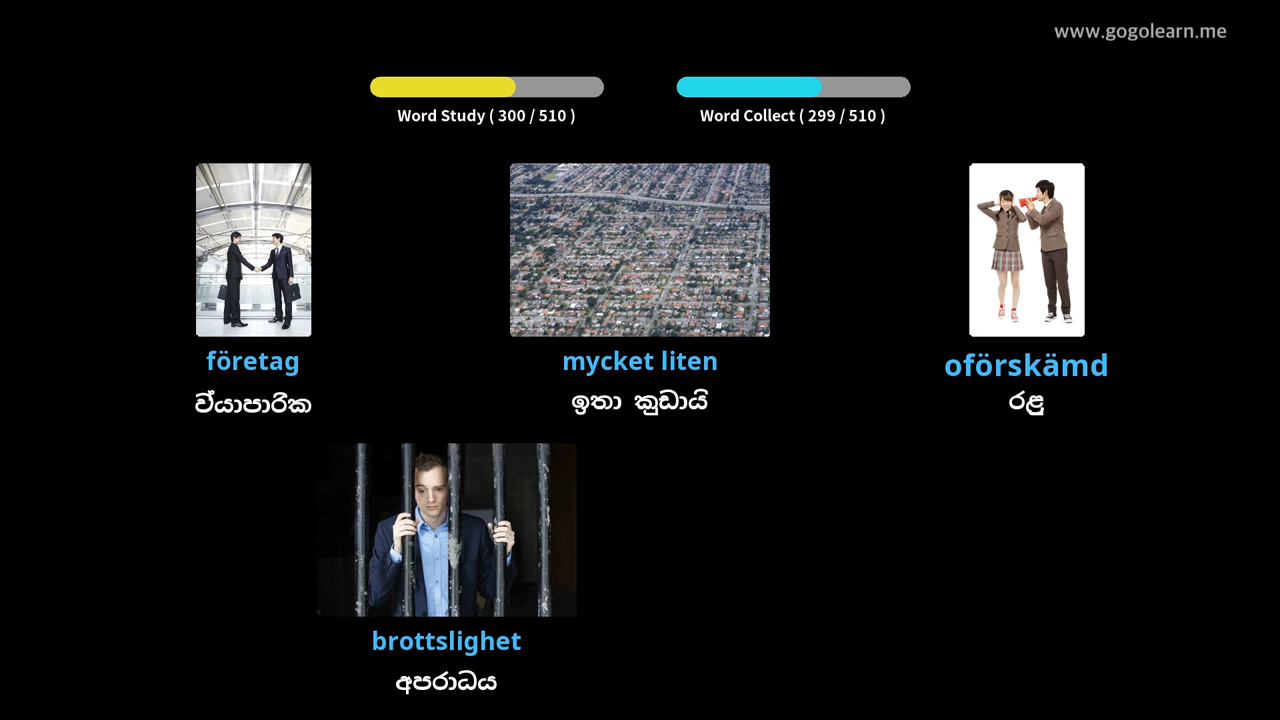 www.gogolearn.me
Word Study ( 300 / 510 )
Word Collect ( 299 / 510 )
företag
ව්යාපාරික
mycket liten
ඉතා කුඩායි
oförskämd
රළු
brottslighet
අපරාධය